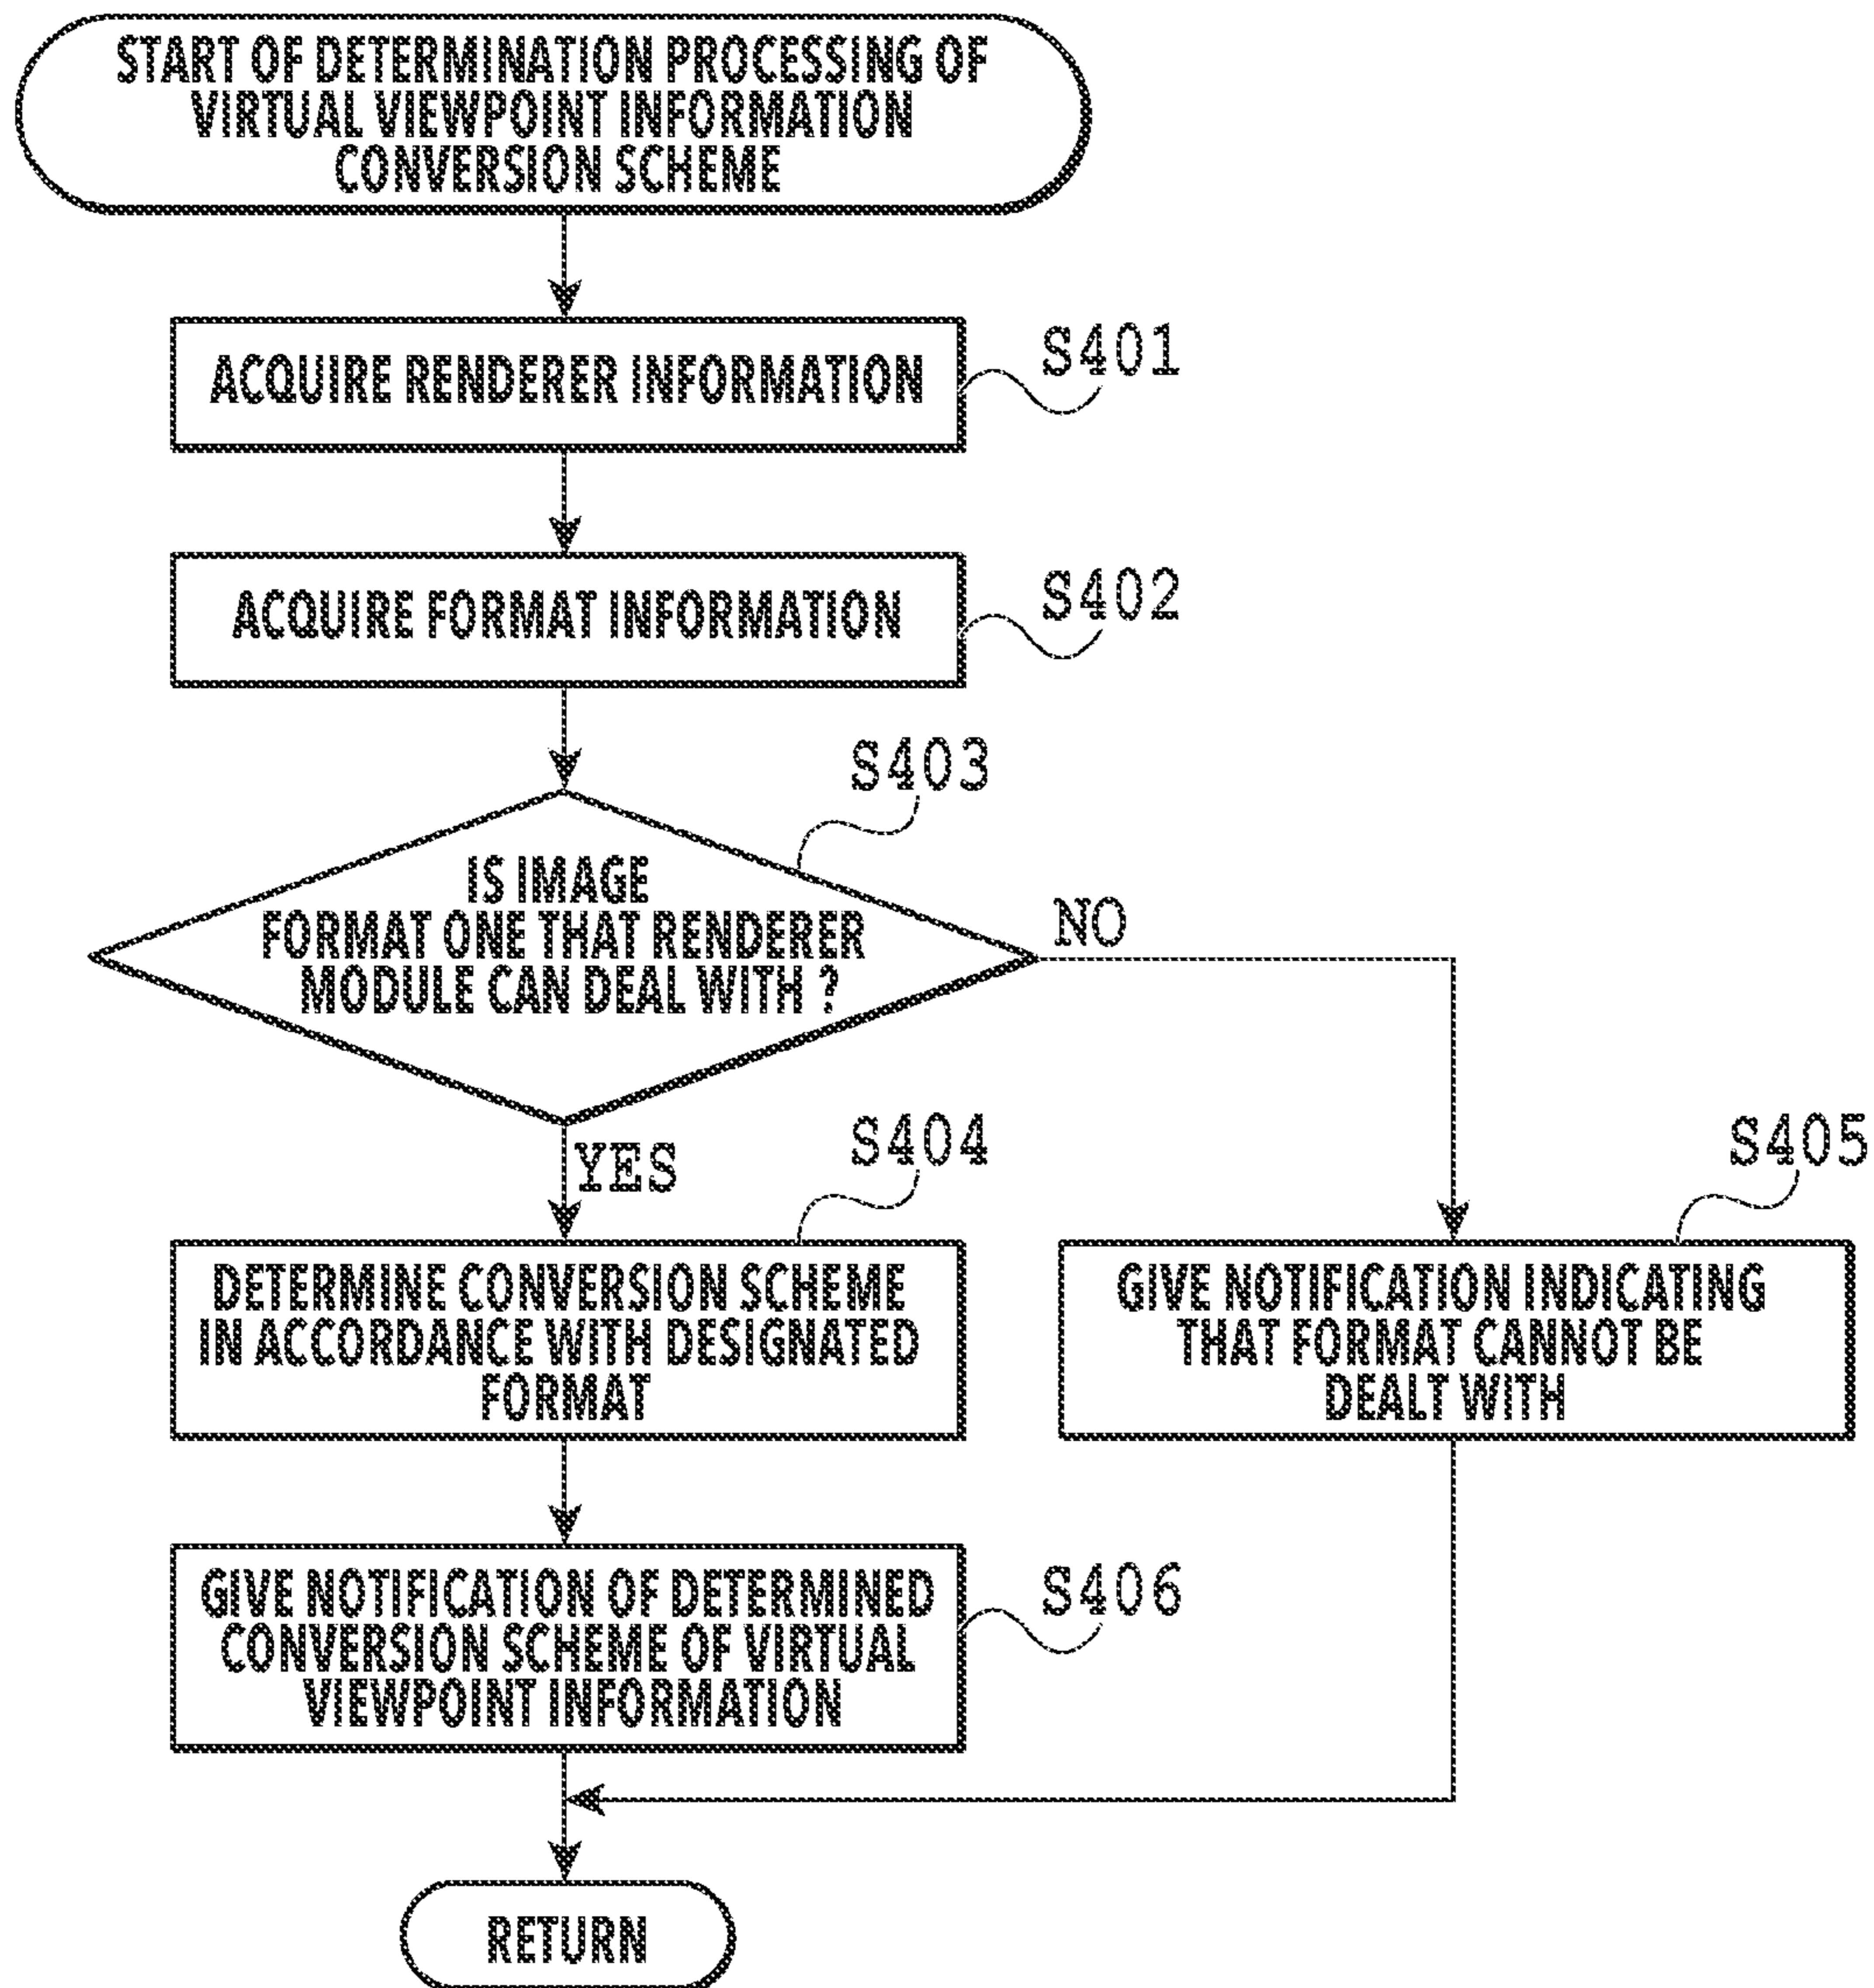 START OF DETERMINATION PROCESSING OF
VIRTUAL VIEWPOINT INFORMATION
CONVERSION SCHEME
ACQUIRE RENDERER INFORMATION
S401
ACQUIRE FORMAT INFORMATION
S402
S403
IS IMAGE
FORMAT ONE THAT RENDERER
MODULE CAN DEAL WITH ?
NO
YES
S404
DETERMINE CONVERSION SCHEME
IN ACCORDANCE WITH DESIGNATED
FORMAT
S405
GIVE NOTIFICATION INDICATING
THAT FORMAT CANNOT BE
DEALT WITH
GIVE NOTIFICATION OF DETERMINED
CONVERSION SCHEME OF VIRTUAL
VIEWPOINT INFORMATION
S406
RETURN